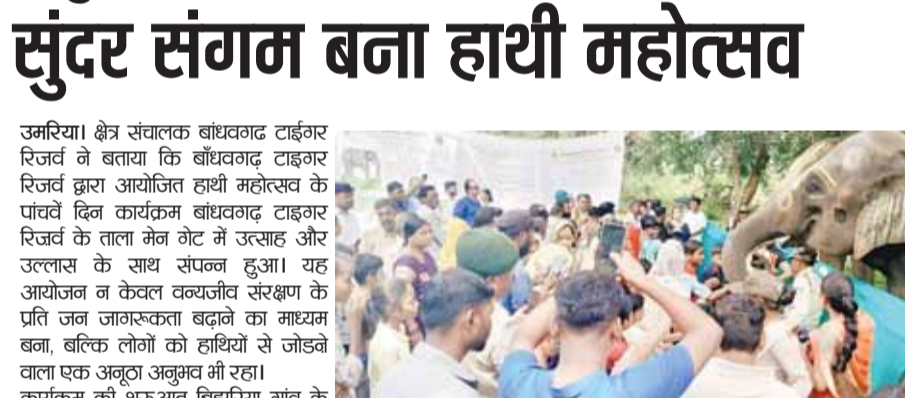 सुंदर संगम बना हाथी महोत्सव
उमरिया। क्षेत्र संचालक बांधवगढ टाईगर
रिजर्व ने बताया कि बाँधवगढ़ टाइगर
रिजर्व द्वारा आयोजित हाथी महोत्सव के
पांचवें दिन कार्यक्रम बांधवगढ़ टाइगर
रिजर्व के ताला मेन गेट में उत्साह और
उल्लास के साथ संपन्न हुआ। यह
आयोजन न केवल वन्यजीव संरक्षण के
प्रति जन जागरूकता बढ़ाने का माध्यम
बना, बल्कि लोगों को हाथियों से जोडने
वाला एक अनूठा अनुभव भी रहा।